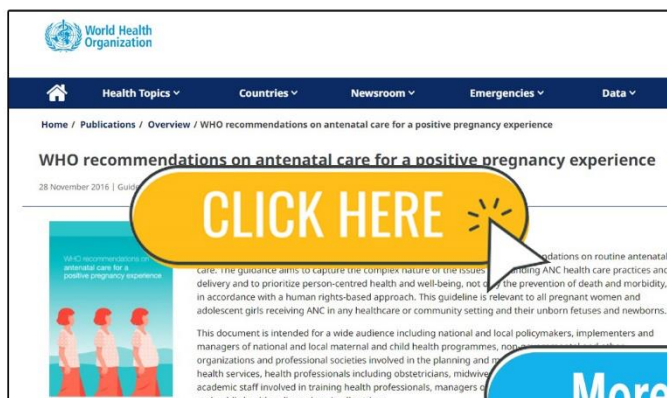 World Health
Organization
Health Topics
Countries
Newsroom
Emergencies
Data
Home / Publications / Overview / WHO recommendations on antenatal care for a positive pregnancy experience
WHO recommendations on antenatal care for a positive pregnancy experience
28 November 2016 |
CLICK HERE
WHO recommendations on
antenatal care for a
positive pregnancy experience
on routine antenatal
care. The guidance aims to capture the complex nature of the issues ANC health care practices and
delivery and to prioritize person-centred health and well-being, the prevention of death and morbidity,
in accordance with a human rights-based approach. This guideline is relevant to all pregnant women and
adolescent girls receiving ANC in any healthcare or community setting and their unborn fetuses and newborns.
This document is intended for a wide audience including national and local policymakers, implementers and
managers of national and local maternal and child health programmes,
organizations and professional societies involved in the planning and
health services, health professionals including obstetricians,
academic staff involved in training health professionals, managers
More